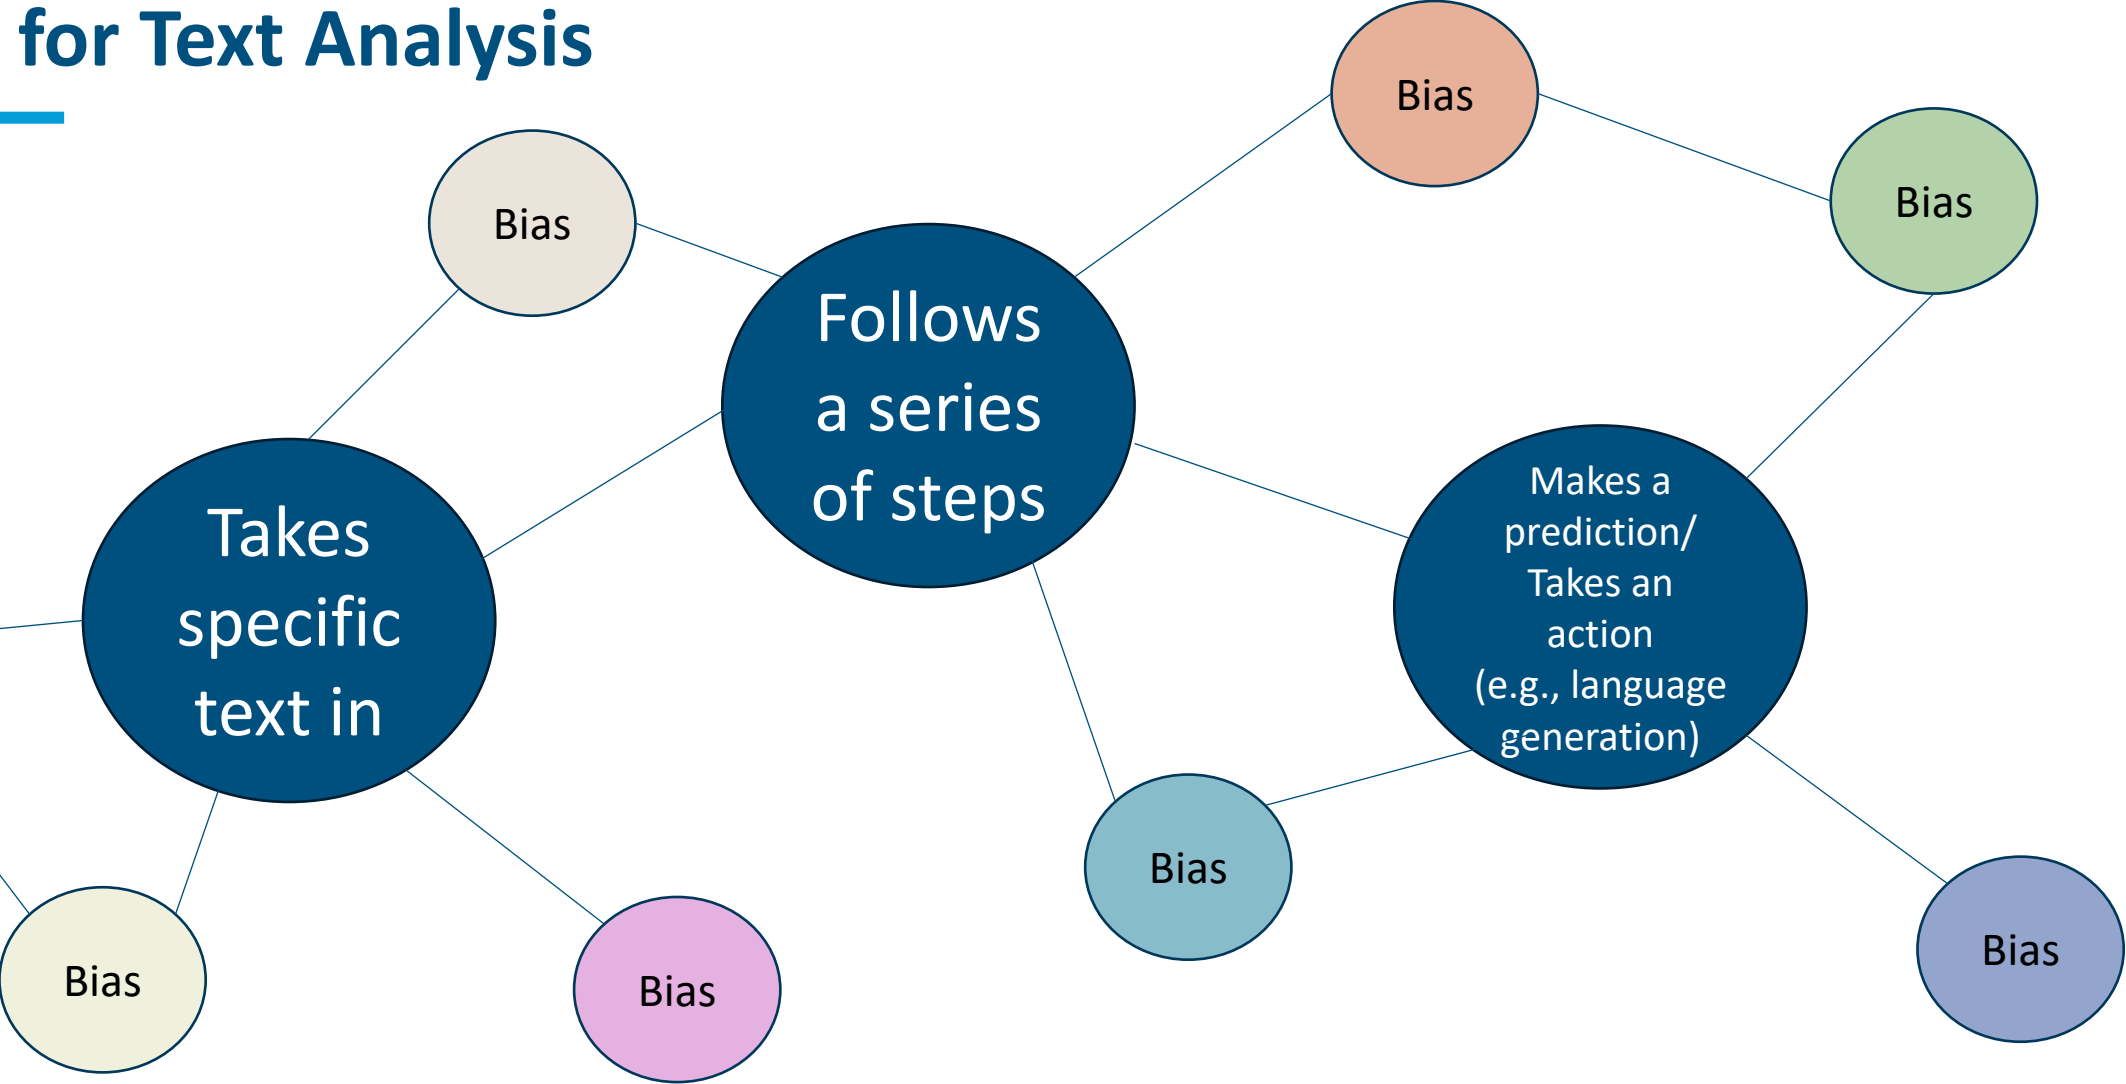 for Text Analysis
Bias
Bias
Bias
Follows
a series
of steps
Takes
specific
text in
Makes a
prediction/
Takes an
action
(e.g., language
generation)
Bias
Bias
Bias
Bias